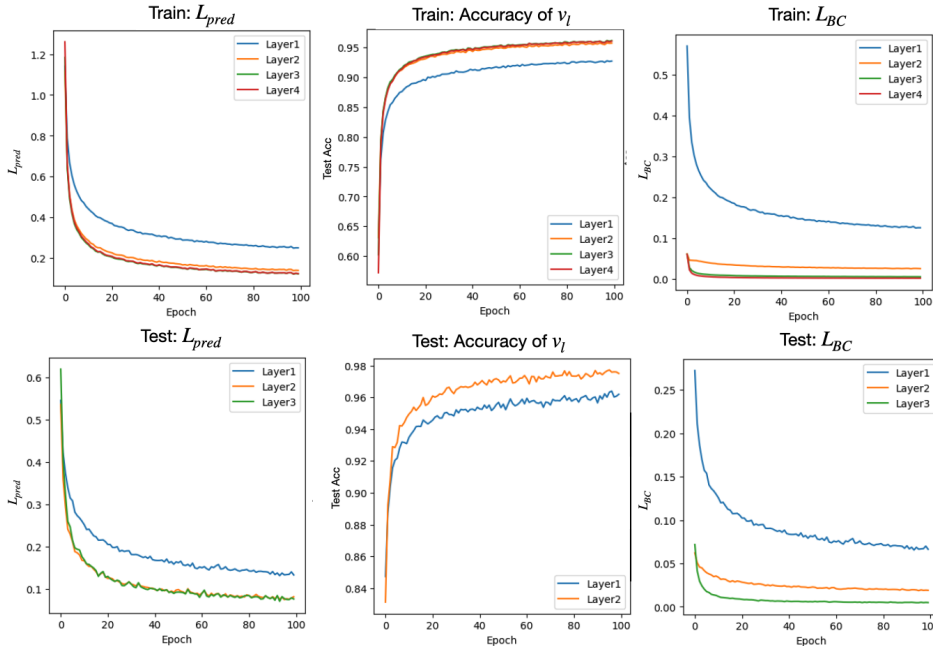 Train: L_pred
L_pred
1.2
1.0
0.8
0.6
0.4
0.2
0 20 40 60 80 100
Epoch
Layer1
Layer2
Layer3
Layer4
Train: Accuracy of v_l
Test Acc
0.95
0.90
0.85
0.80
0.75
0.70
0.65
0.60
0 20 40 60 80 100
Epoch
Layer1
Layer2
Layer3
Layer4
Train: L_BC
L_BC
0.5
0.4
0.3
0.2
0.1
0.0
0 20 40 60 80 100
Epoch
Layer1
Layer2
Layer3
Layer4
Test: L_pred
L_pred
0.6
0.5
0.4
0.3
0.2
0.1
0 20 40 60 80 100
Epoch
Layer1
Layer2
Layer3
Test: Accuracy of v_l
Test Acc
0.98
0.96
0.94
0.92
0.90
0.88
0.86
0.84
0 20 40 60 80 100
Epoch
Layer1
Layer2
Test: L_BC
L_BC
0.25
0.20
0.15
0.10
0.05
0.00
0 20 40 60 80 100
Epoch
Layer1
Layer2
Layer3